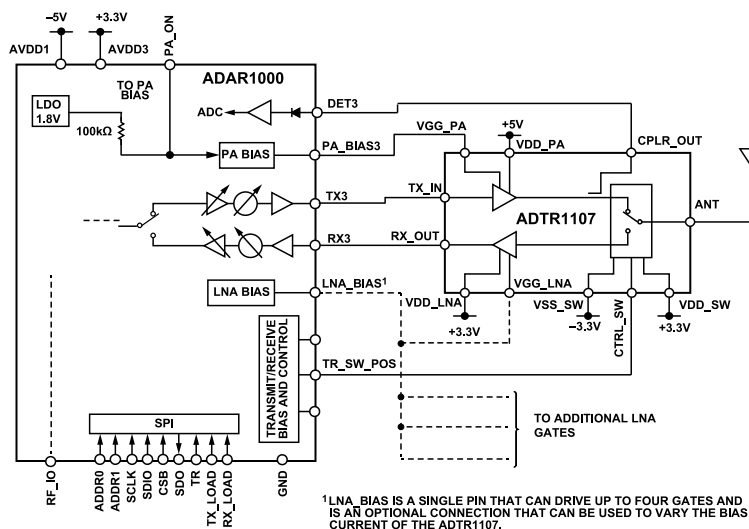 –5V
+3.3V
AVDD1
AVDD3
PA_ON
TO PA
BIAS
ADAR1000
LDO
1.8V
100kΩ
ADC
DET3
PA BIAS
PA_BIAS3
VGG_PA
+5V
VDD_PA
CPLR_OUT
TX3
TX_IN
ADTR1107
ANT
RX3
RX_OUT
LNA BIAS
LNA_BIAS1
VDD_LNA
VGG_LNA
VSS_SW
CTRL_SW
VDD_SW
+3.3V
–3.3V
+3.3V
TRANSMIT/RECEIVE
BIAS AND CONTROL
TR_SW_POS
SPI
TO ADDITIONAL LNA
GATES
RF_IO
ADDR0
ADDR1
SCLK
SDIO
CSB
SDO
TR
TX_LOAD
RX_LOAD
GND
1 LNA_BIAS IS A SINGLE PIN THAT CAN DRIVE UP TO FOUR GATES AND
IS AN OPTIONAL CONNECTION THAT CAN BE USED TO VARY THE BIAS
CURRENT OF THE ADTR1107.